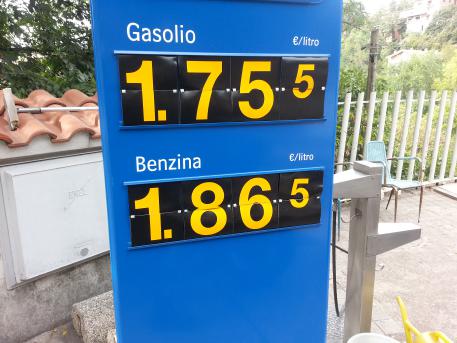 Gasolio €/litro
1.755
Benzina €/litro
1.865